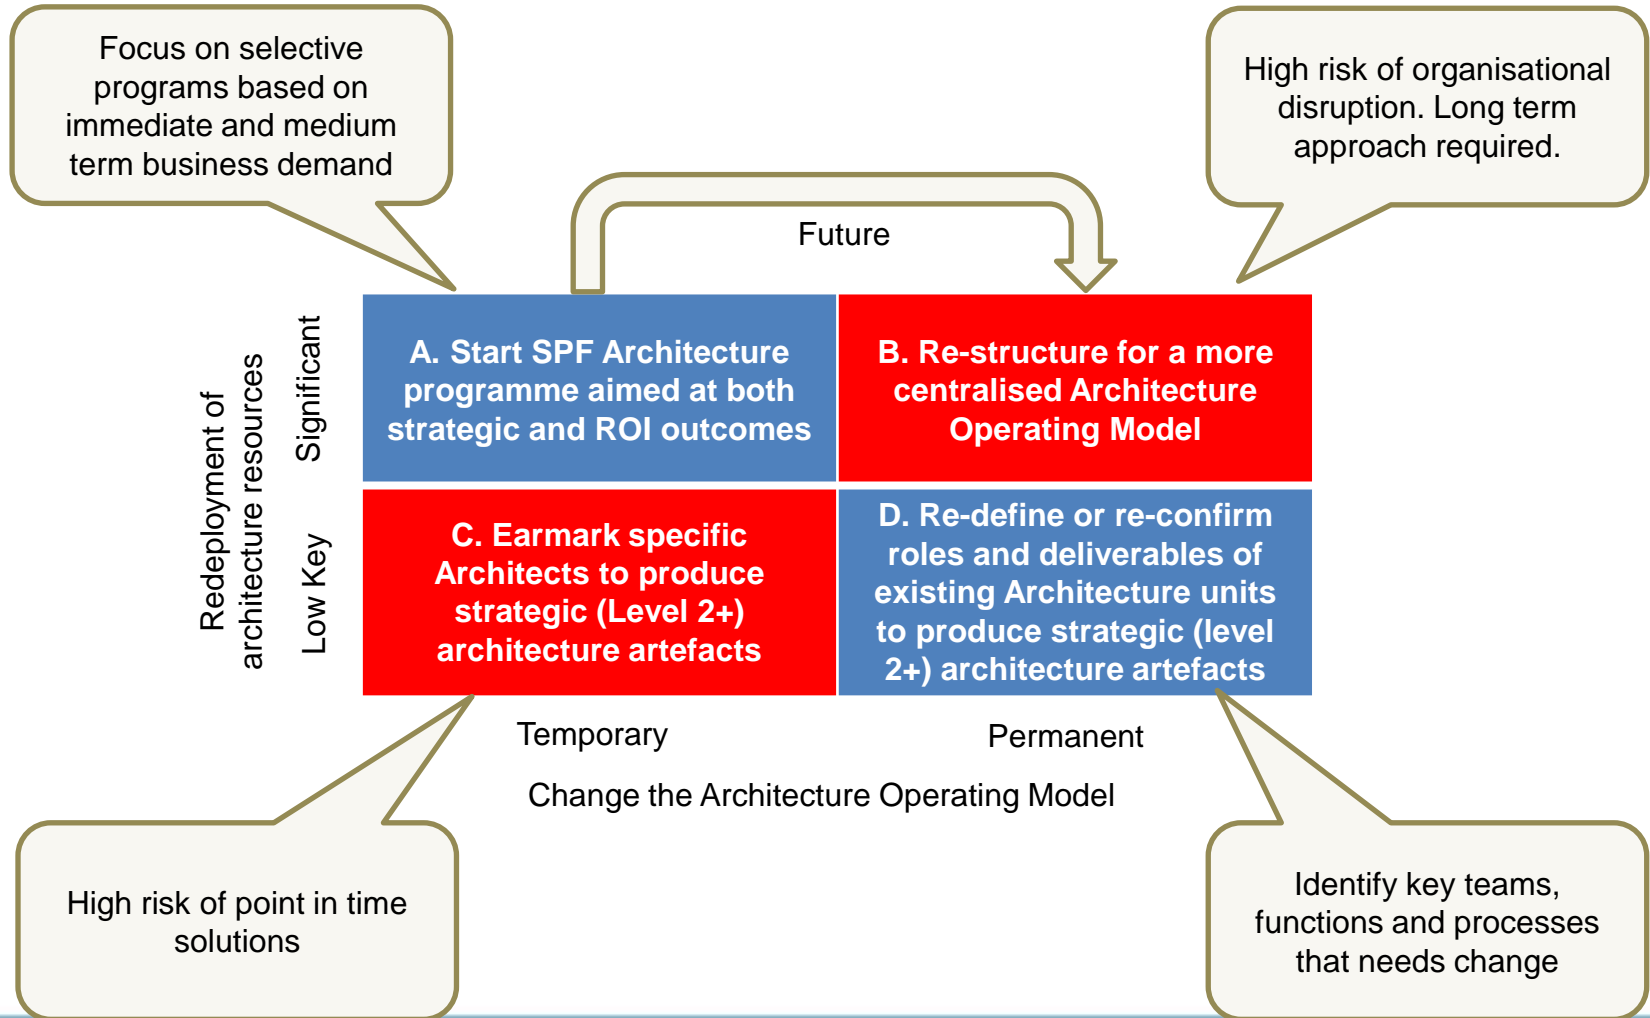 Focus on selective
programs based on
immediate and medium
term business demand
High risk of organisational
disruption. Long term
approach required.
Future
Redeployment of
architecture resources
Significant
Low Key
A. Start SPF Architecture
programme aimed at both
strategic and ROI outcomes
B. Re-structure for a more
centralised Architecture
Operating Model
C. Earmark specific
Architects to produce
strategic (Level 2+)
architecture artefacts
D. Re-define or re-confirm
roles and deliverables of
existing Architecture units
to produce strategic (level
2+) architecture artefacts
Temporary
Permanent
Change the Architecture Operating Model
High risk of point in time
solutions
Identify key teams,
functions and processes
that needs change